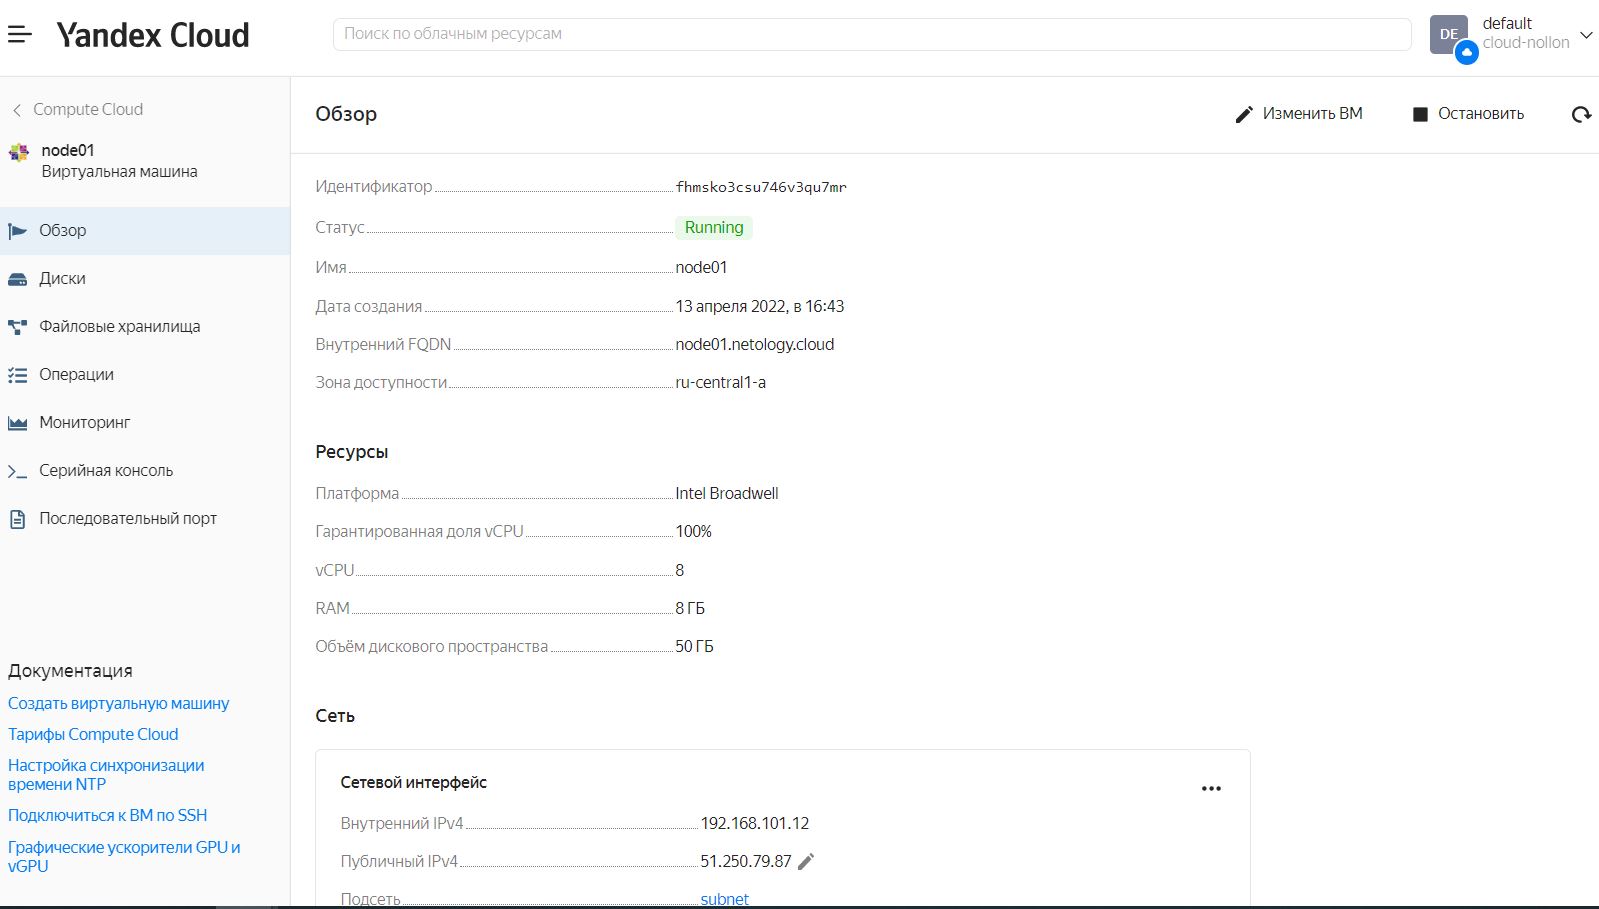 Yandex Cloud
Поиск по облачным ресурсам
DE
default
cloud-nollon
Compute Cloud
node01
Виртуальная машина
Обзор
Диски
Файловые хранилища
Операции
Мониторинг
Серийная консоль
Последовательный порт
Документация
Создать виртуальную машину
Тарифы Compute Cloud
Настройка синхронизации
времени NTP
Подключиться к ВМ по SSH
Графические ускорители GPU и
vGPU
Обзор
Изменить ВМ
Остановить
Идентификатор fhmsko3csu746v3qu7mr
Статус Running
Имя node01
Дата создания 13 апреля 2022, в 16:43
Внутренний FQDN node01.netology.cloud
Зона доступности ru-central1-a
Ресурсы
Платформа Intel Broadwell
Гарантированная доля vCPU 100%
vCPU 8
RAM 8 ГБ
Объём дискового пространства 50 ГБ
Сеть
Сетевой интерфейс
Внутренний IPv4 192.168.101.12
Публичный IPv4 51.250.79.87
Подсеть subnet